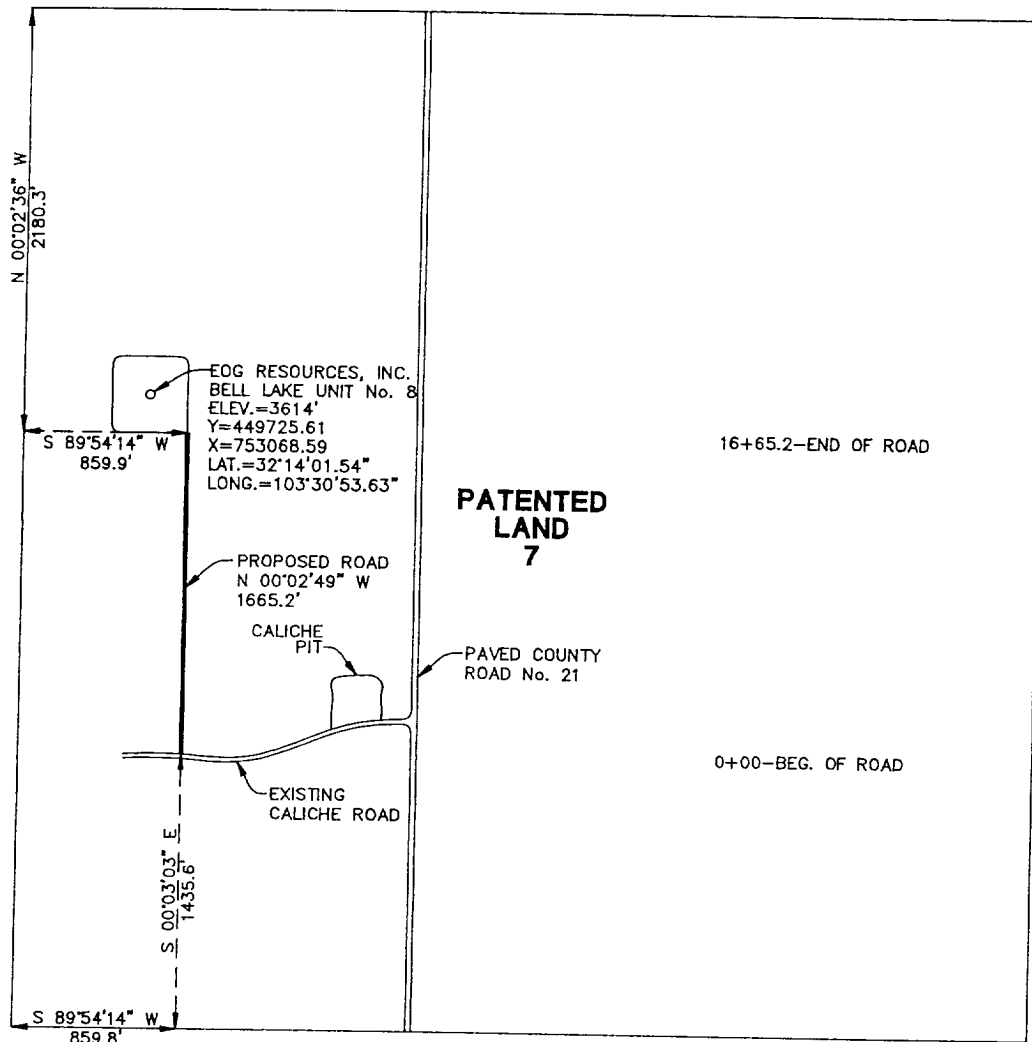 N 00°02'36" W
2180.3'
EOG RESOURCES, INC.
BELL LAKE UNIT No. 8
ELEV.=3614'
Y=449725.61
X=753068.59
LAT.=32°14'01.54"
LONG.=103°30'53.63"
S 89°54'14" W
859.9'
16+65.2-END OF ROAD
PATENTED
LAND
7
PROPOSED ROAD
N 00°02'49" W
1665.2'
CALICHE
PIT
PAVED COUNTY
ROAD No. 21
0+00-BEG. OF ROAD
EXISTING
CALICHE ROAD
S 00°03'03" E
1435.6'
S 89°54'14" W
859.8'